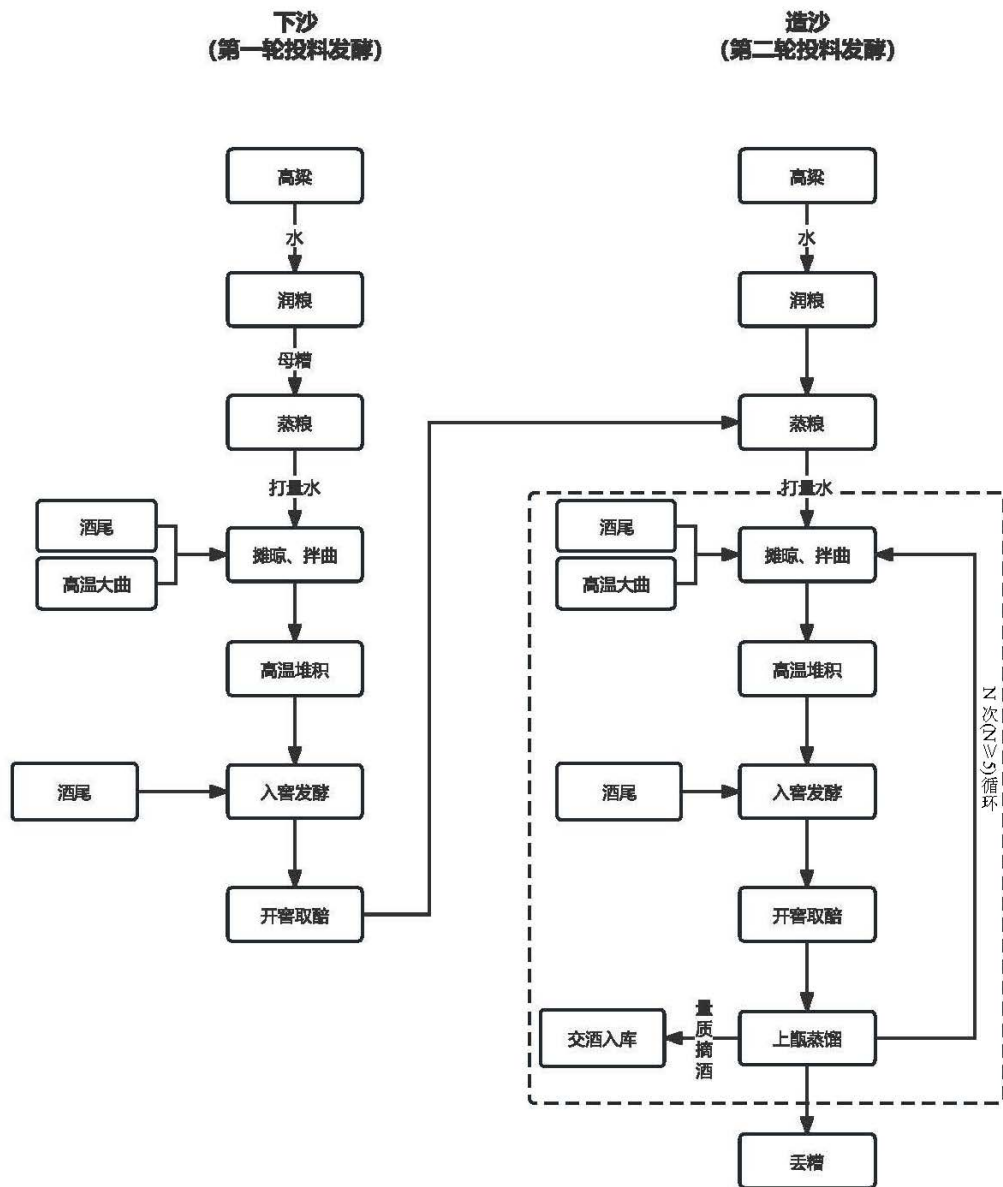 下沙
(第一轮投料发酵)
高粱
水
润粮
母糟
蒸粮
打量水
酒尾
高温大曲
摊晾、拌曲
高温堆积
酒尾
入窖发酵
开窖取醅
造沙
(第二轮投料发酵)
高粱
水
润粮
蒸粮
打量水
酒尾
高温大曲
摊晾、拌曲
高温堆积
酒尾
入窖发酵
开窖取醅
上甑蒸馏
量质摘酒
交酒入库
N次(N≥5)循环
丢糟